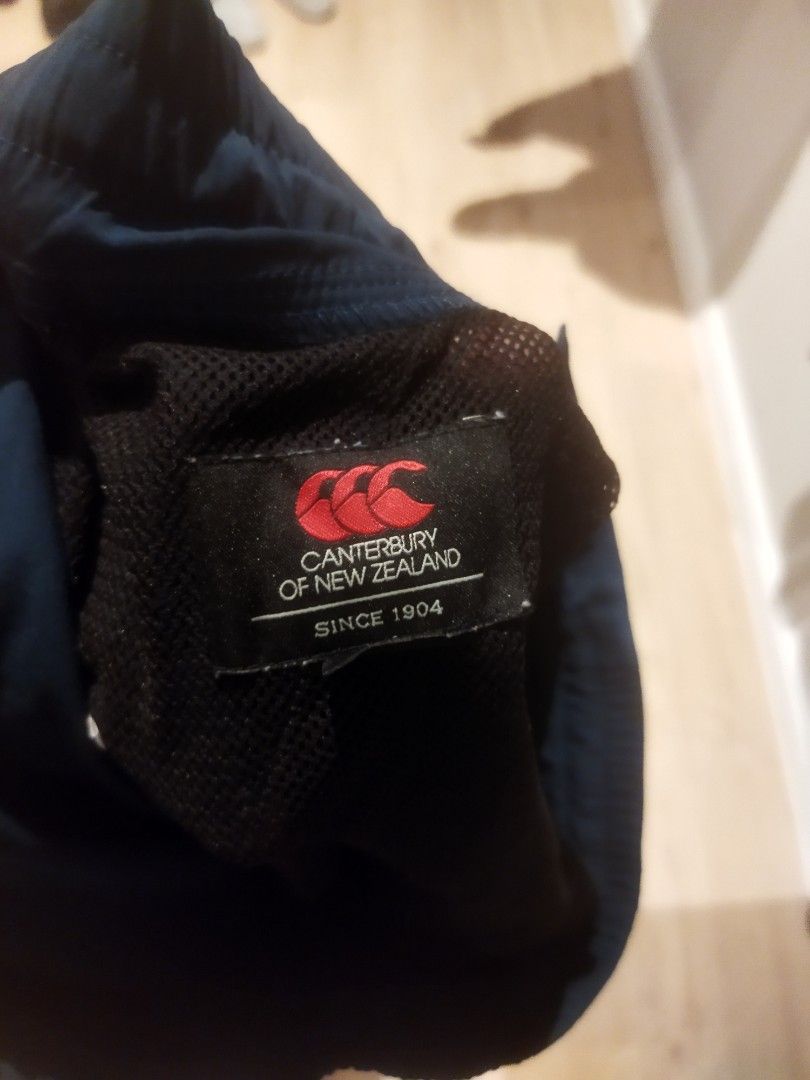 CANTERBURY
OF NEW ZEALAND
SINCE 1904